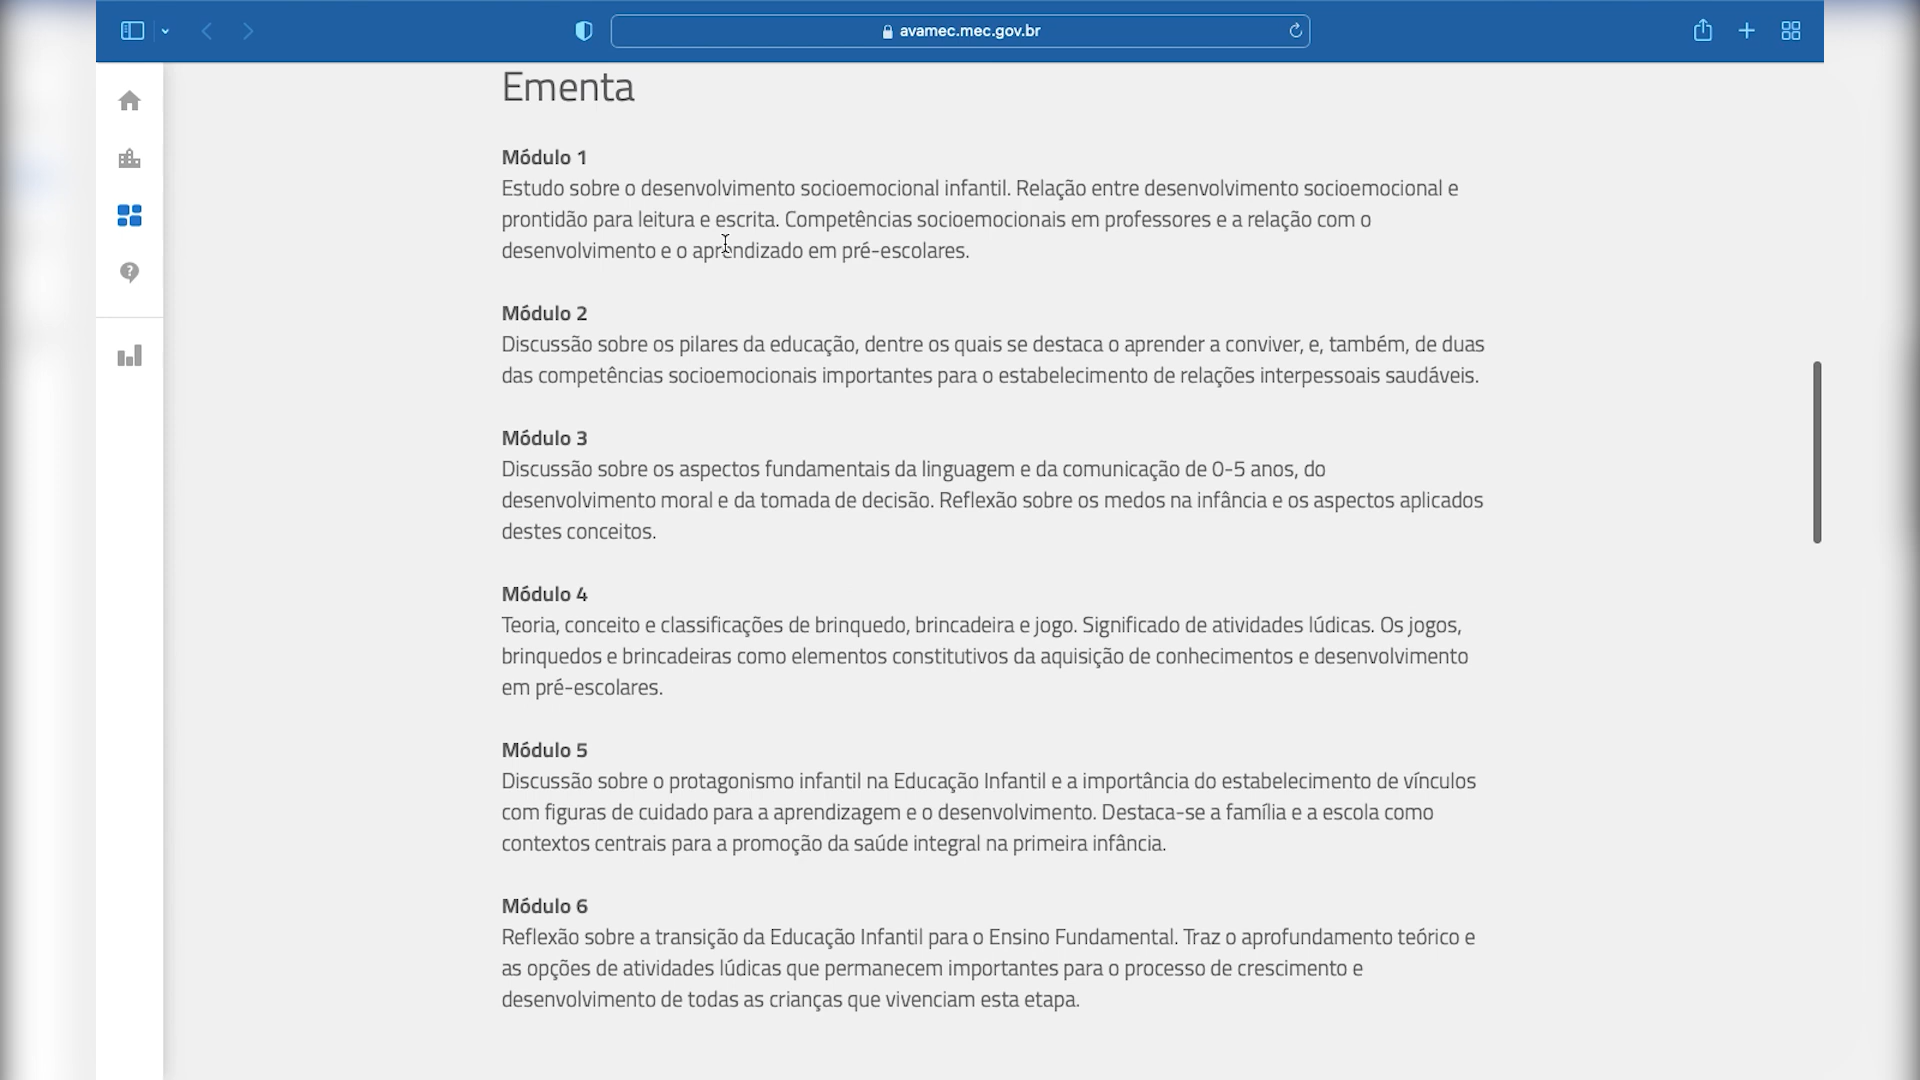 avamec.mec.gov.br
Ementa
Módulo 1
Estudo sobre o desenvolvimento socioemocional infantil. Relação entre desenvolvimento socioemocional e
prontidão para leitura e escrita. Competências socioemocionais em professores e a relação com o
desenvolvimento e o aprendizado em pré-escolares.
Módulo 2
Discussão sobre os pilares da educação, dentre os quais se destaca o aprender a conviver, e, também, de duas
das competências socioemocionais importantes para o estabelecimento de relações interpessoais saudáveis.
Módulo 3
Discussão sobre os aspectos fundamentais da linguagem e da comunicação de 0-5 anos, do
desenvolvimento moral e da tomada de decisão. Reflexão sobre os medos na infância e os aspectos aplicados
destes conceitos.
Módulo 4
Teoria, conceito e classificações de brinquedo, brincadeira e jogo. Significado de atividades lúdicas. Os jogos,
brinquedos e brincadeiras como elementos constitutivos da aquisição de conhecimentos e desenvolvimento
em pré-escolares.
Módulo 5
Discussão sobre o protagonismo infantil na Educação Infantil e a importância do estabelecimento de vínculos
com figuras de cuidado para a aprendizagem e o desenvolvimento. Destaca-se a família e a escola como
contextos centrais para a promoção da saúde integral na primeira infância.
Módulo 6
Reflexão sobre a transição da Educação Infantil para o Ensino Fundamental. Traz o aprofundamento teórico e
as opções de atividades lúdicas que permanecem importantes para o processo de crescimento e
desenvolvimento de todas as crianças que vivenciam esta etapa.